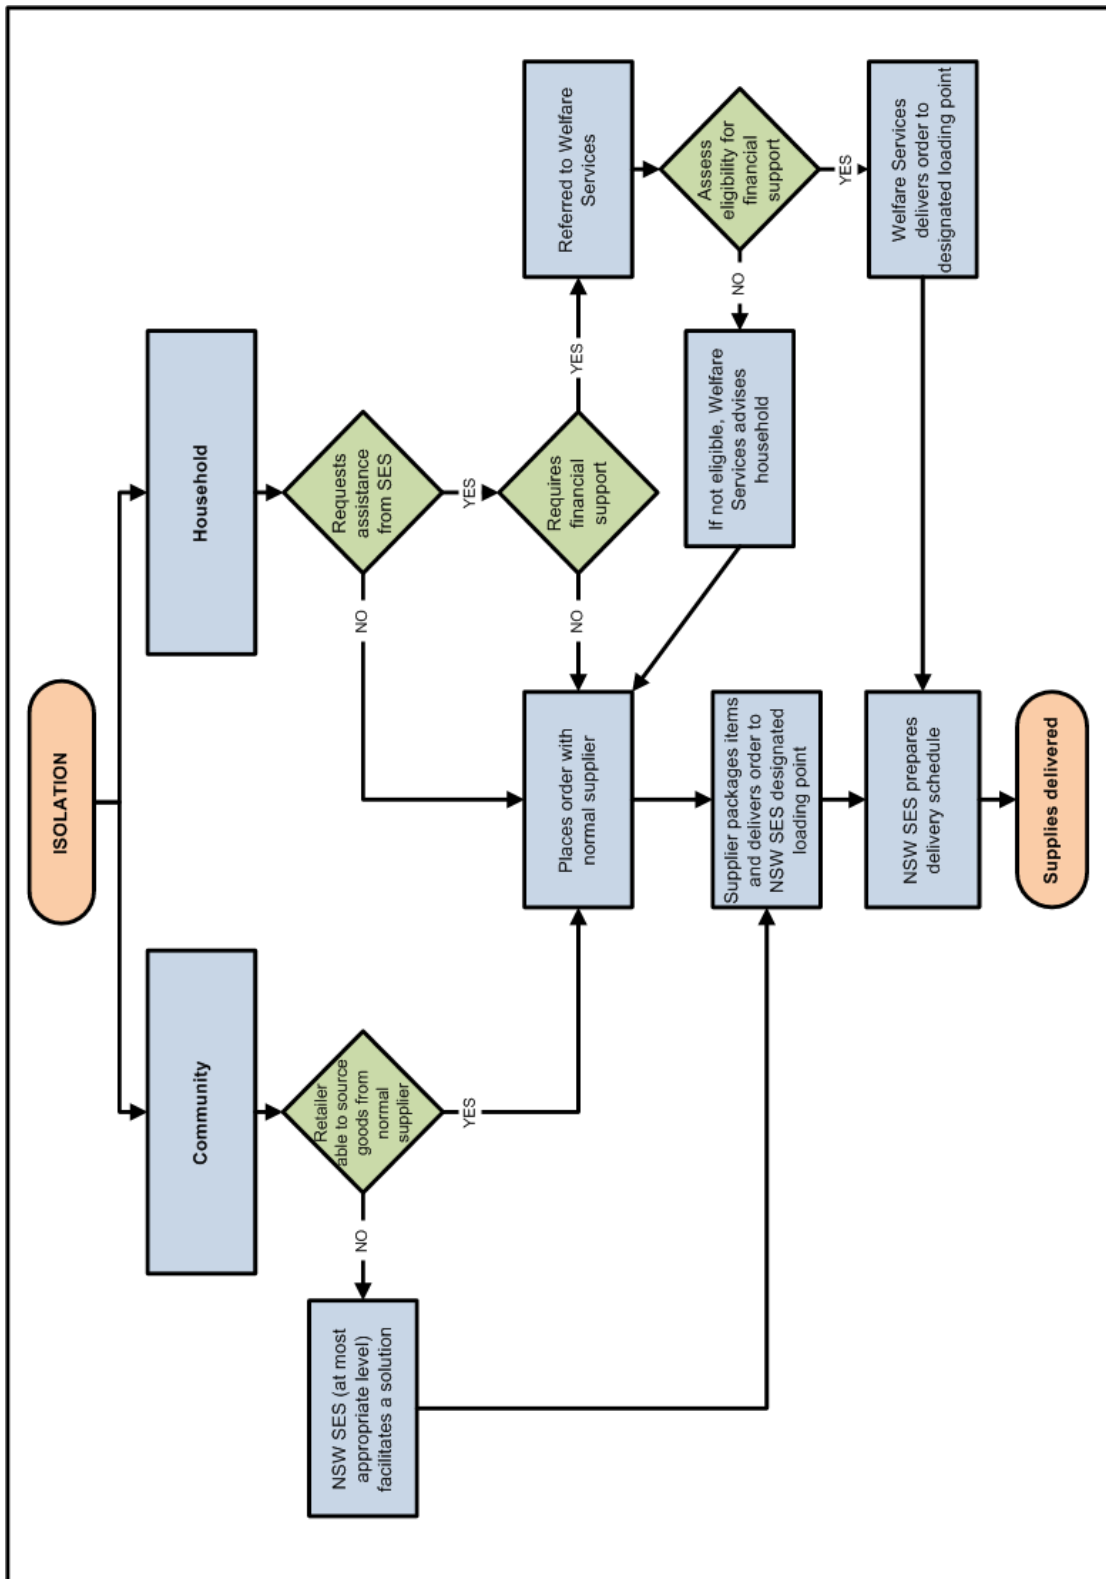 ISOLATION
Community
Household
Retailer
able to source
goods from
normal
supplier
Requests
assistance
from SES
NO
YES
NO
YES
NSW SES (at most
appropriate level)
facilitates a solution
Requires
financial
support
NO
YES
Places order with
normal supplier
Referred to Welfare
Services
If not eligible, Welfare
Services advises
household
NO
Assess
eligibility for
financial
support
YES
Supplier packages items
and delivers order to
NSW SES designated
loading point
Welfare Services
delivers order to
designated loading point
NSW SES prepares
delivery schedule
Supplies delivered